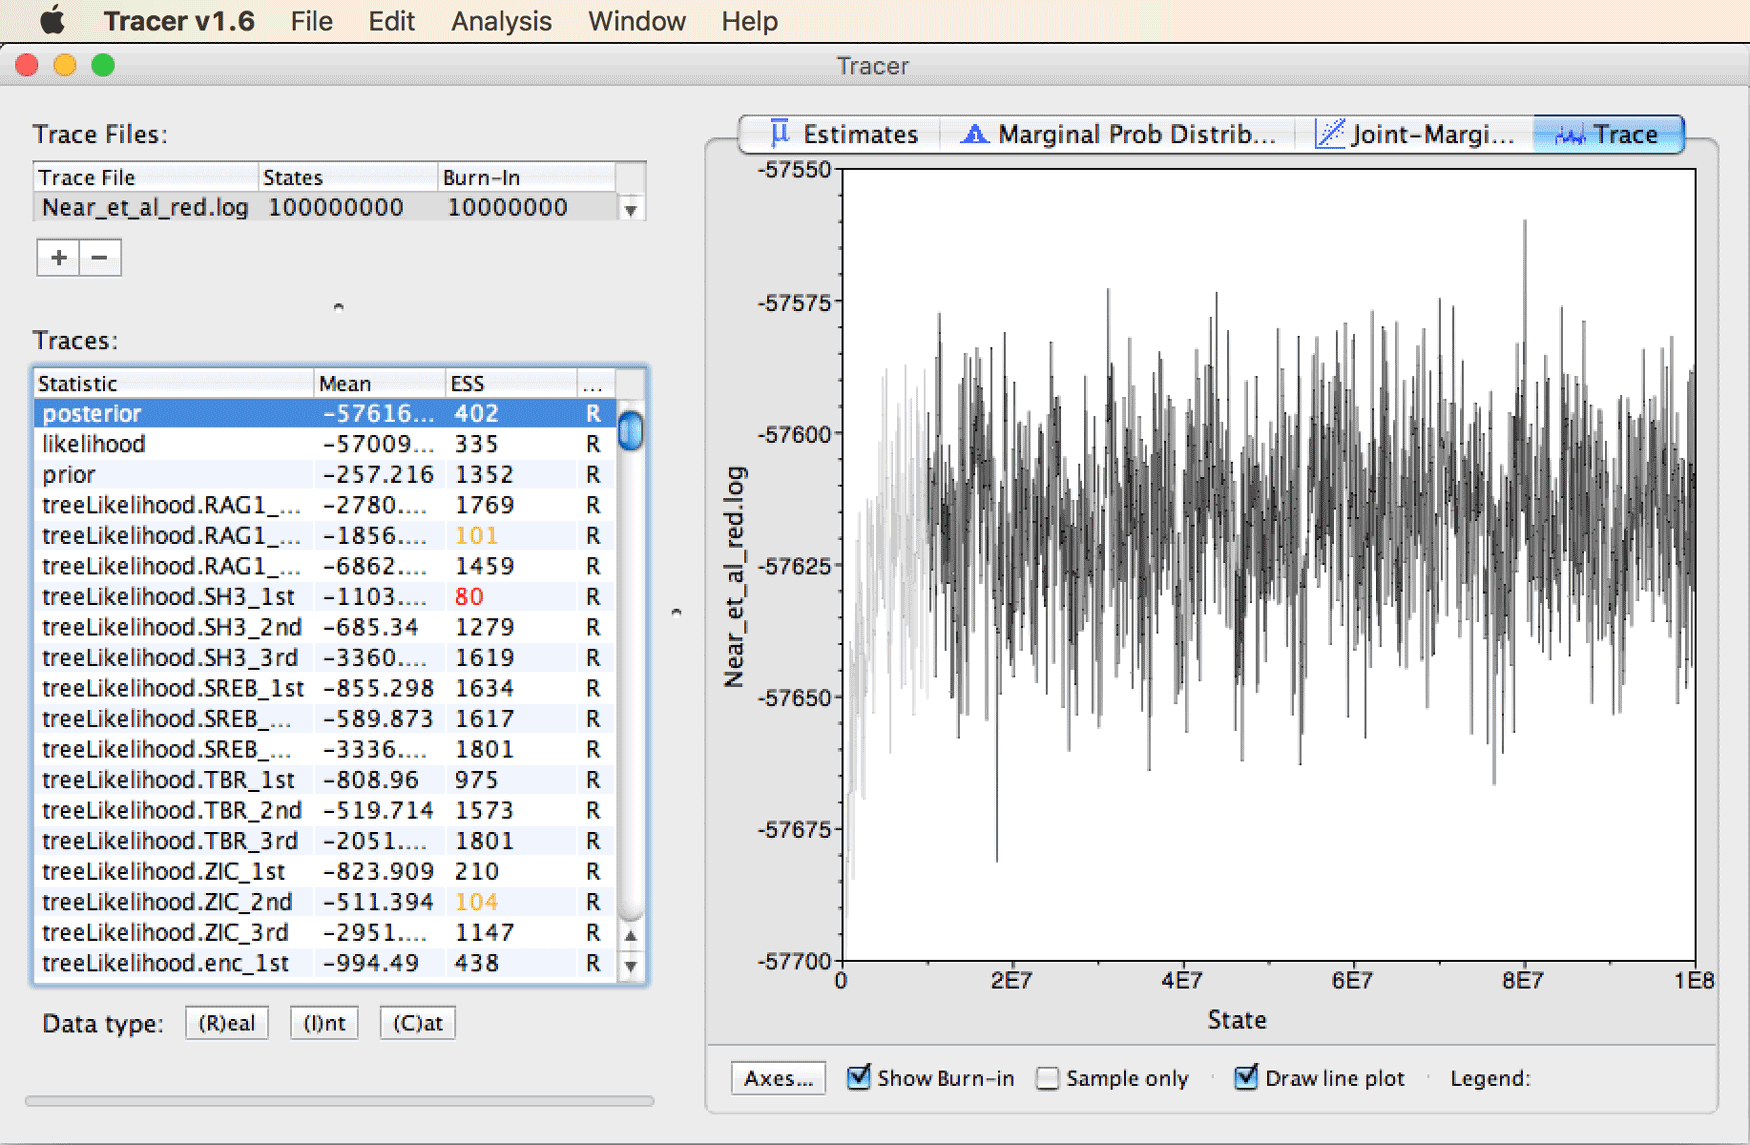 Tracer v1.6 File Edit Analysis Window Help
Tracer
Trace Files:
Trace File States Burn-In
Near_et_al_red.log 100000000 10000000
+ −
Traces:
Statistic Mean ESS ...
posterior -57616... 402 R
likelihood -57009... 335 R
prior -257.216 1352 R
treeLikelihood.RAG1_... -2780.... 1769 R
treeLikelihood.RAG1_... -1856.... 101 R
treeLikelihood.RAG1_... -6862.... 1459 R
treeLikelihood.SH3_1st -1103.... 80 R
treeLikelihood.SH3_2nd -685.34 1279 R
treeLikelihood.SH3_3rd -3360.... 1619 R
treeLikelihood.SREB_1st -855.298 1634 R
treeLikelihood.SREB_... -589.873 1617 R
treeLikelihood.SREB_... -3336.... 1801 R
treeLikelihood.TBR_1st -808.96 975 R
treeLikelihood.TBR_2nd -519.714 1573 R
treeLikelihood.TBR_3rd -2051.... 1801 R
treeLikelihood.ZIC_1st -823.909 210 R
treeLikelihood.ZIC_2nd -511.394 104 R
treeLikelihood.ZIC_3rd -2951.... 1147 R
treeLikelihood.enc_1st -994.49 438 R
Data type: (R)eal (I)nt (C)at
Estimates Marginal Prob Distrib... Joint-Margi... Trace
-57550
-57575
-57600
-57625
-57650
-57675
-57700
Near_et_al_red.log
0 2E7 4E7 6E7 8E7 1E8
State
Axes... Show Burn-in Sample only Draw line plot Legend: